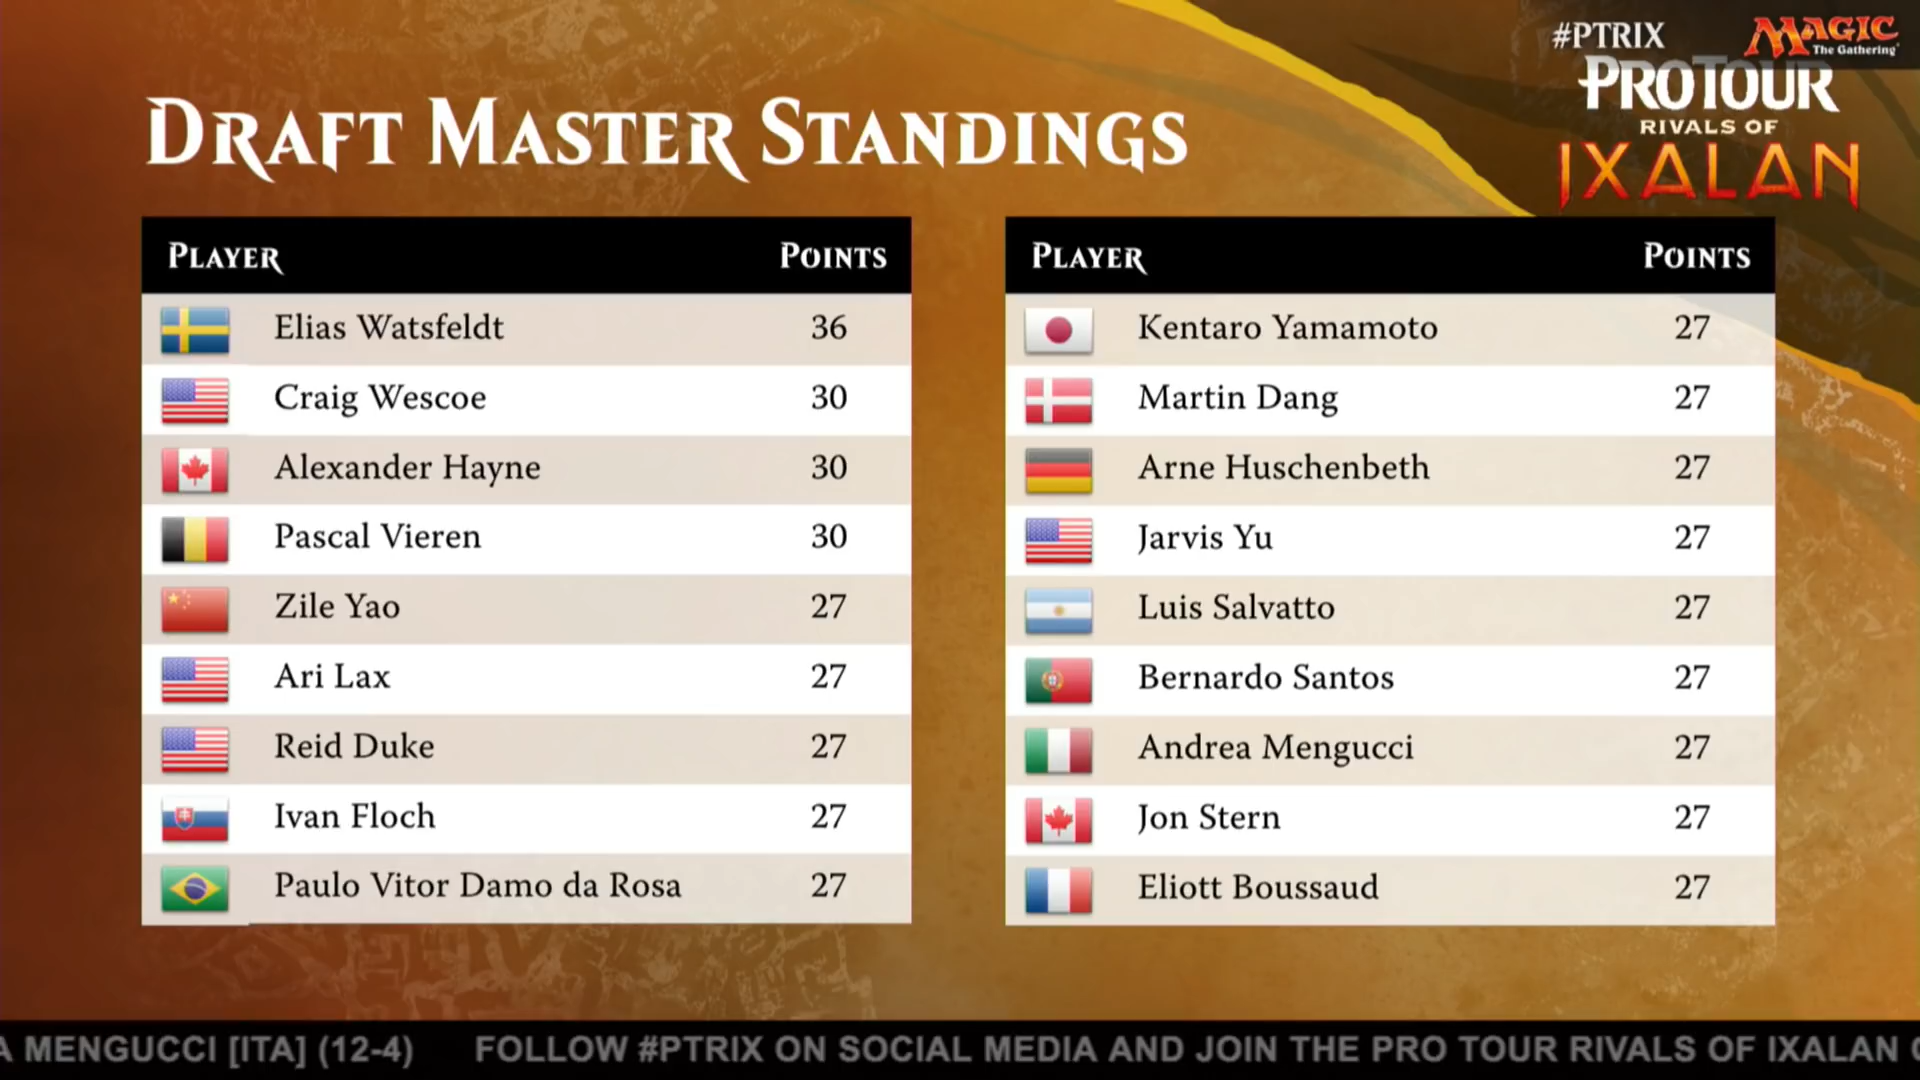 #PTRIX
MAGIC
The Gathering
PRO TOUR
RIVALS OF
IXALAN
DRAFT MASTER STANDINGS
PLAYER POINTS
Elias Watsfeldt 36
Craig Wescoe 30
Alexander Hayne 30
Pascal Vieren 30
Zile Yao 27
Ari Lax 27
Reid Duke 27
Ivan Floch 27
Paulo Vitor Damo da Rosa 27
PLAYER POINTS
Kentaro Yamamoto 27
Martin Dang 27
Arne Huschenbeth 27
Jarvis Yu 27
Luis Salvatto 27
Bernardo Santos 27
Andrea Mengucci 27
Jon Stern 27
Eliott Boussaud 27
A MENGUCCI [ITA] (12-4) FOLLOW #PTRIX ON SOCIAL MEDIA AND JOIN THE PRO TOUR RIVALS OF IXALAN